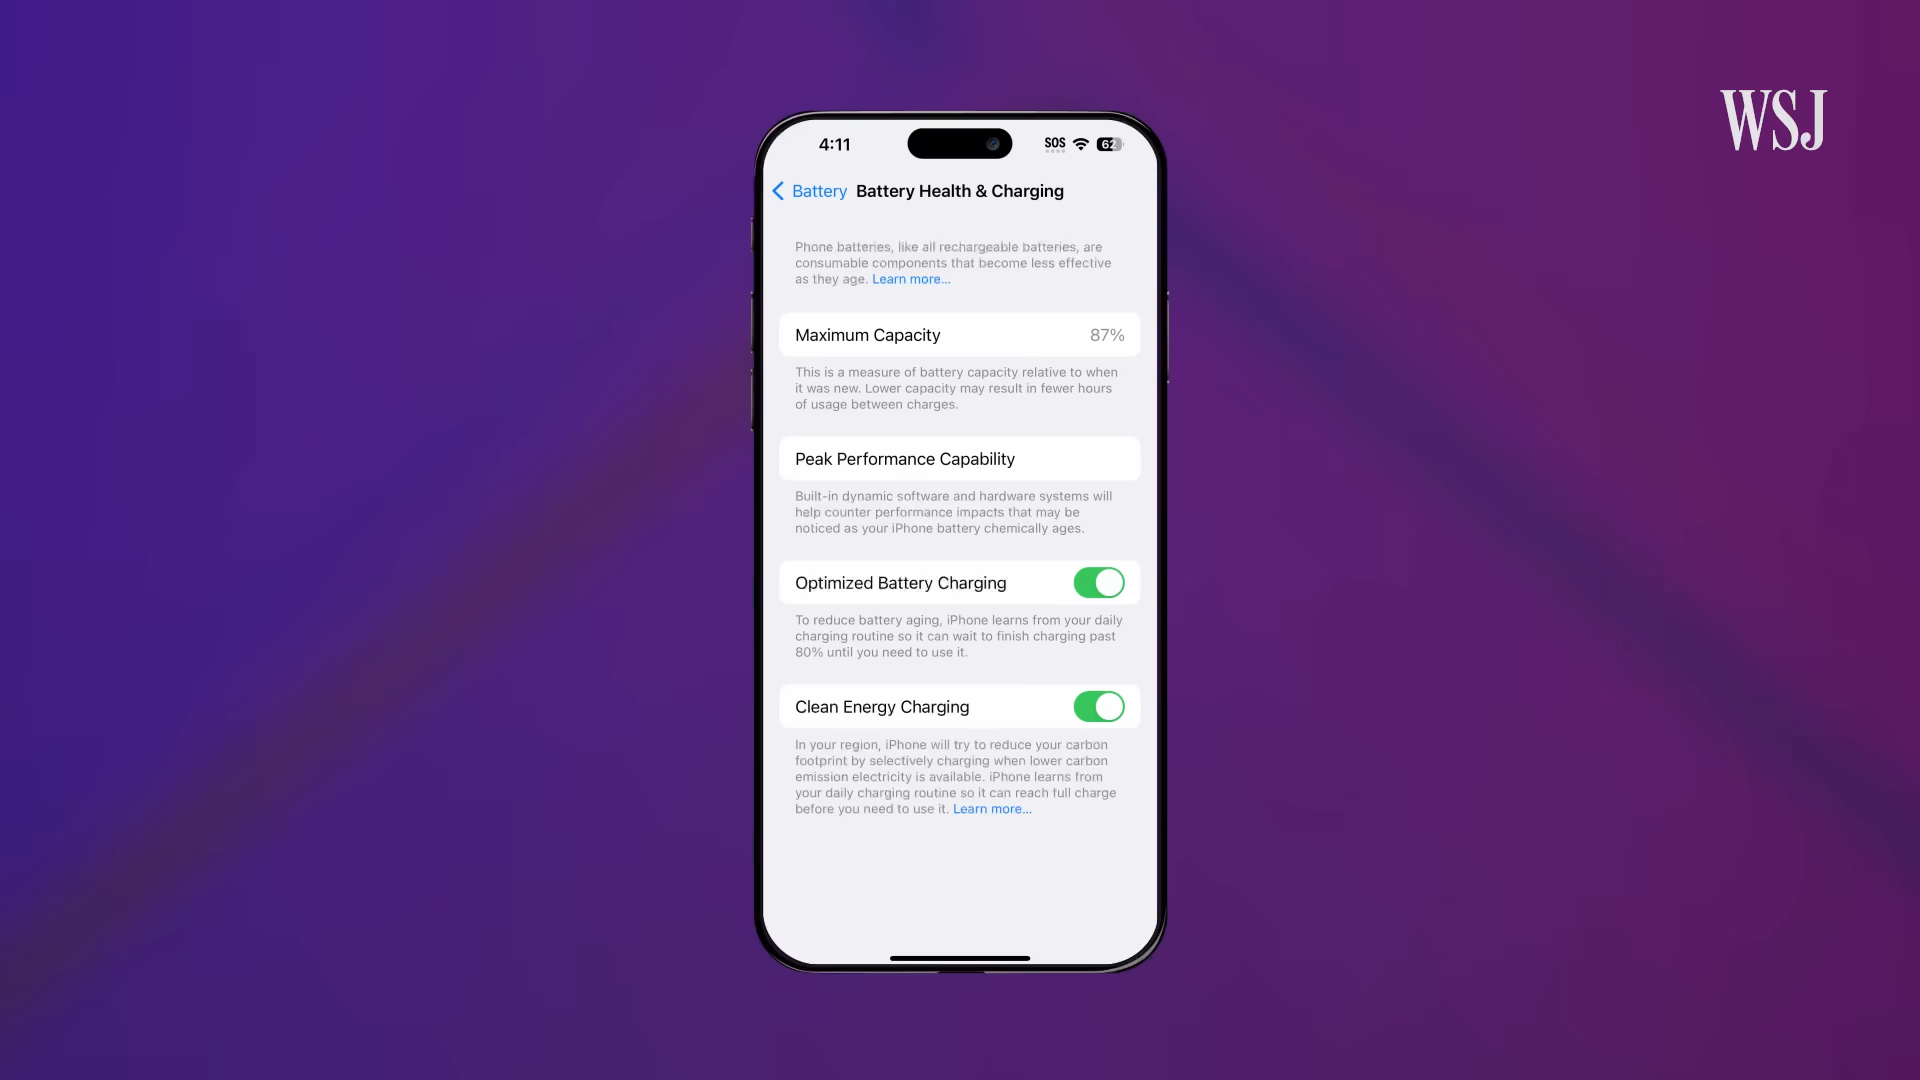 WSJ
4:11
SOS
62
Battery
Battery Health & Charging
Phone batteries, like all rechargeable batteries, are
consumable components that become less effective
as they age. Learn more...
Maximum Capacity
87%
This is a measure of battery capacity relative to when
it was new. Lower capacity may result in fewer hours
of usage between charges.
Peak Performance Capability
Built-in dynamic software and hardware systems will
help counter performance impacts that may be
noticed as your iPhone battery chemically ages.
Optimized Battery Charging
To reduce battery aging, iPhone learns from your daily
charging routine so it can wait to finish charging past
80% until you need to use it.
Clean Energy Charging
In your region, iPhone will try to reduce your carbon
footprint by selectively charging when lower carbon
emission electricity is available. iPhone learns from
your daily charging routine so it can reach full charge
before you need to use it. Learn more...